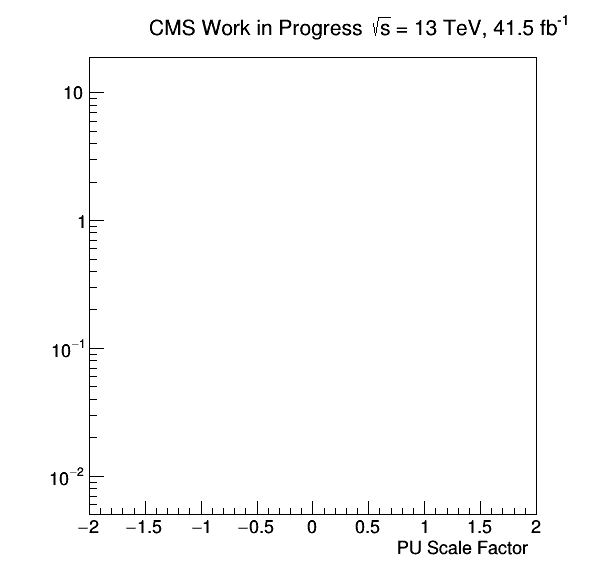 CMS Work in Progress √s = 13 TeV, 41.5 fb⁻¹
10
1
10⁻¹
10⁻²
−2 −1.5 −1 −0.5 0 0.5 1 1.5 2
PU Scale Factor